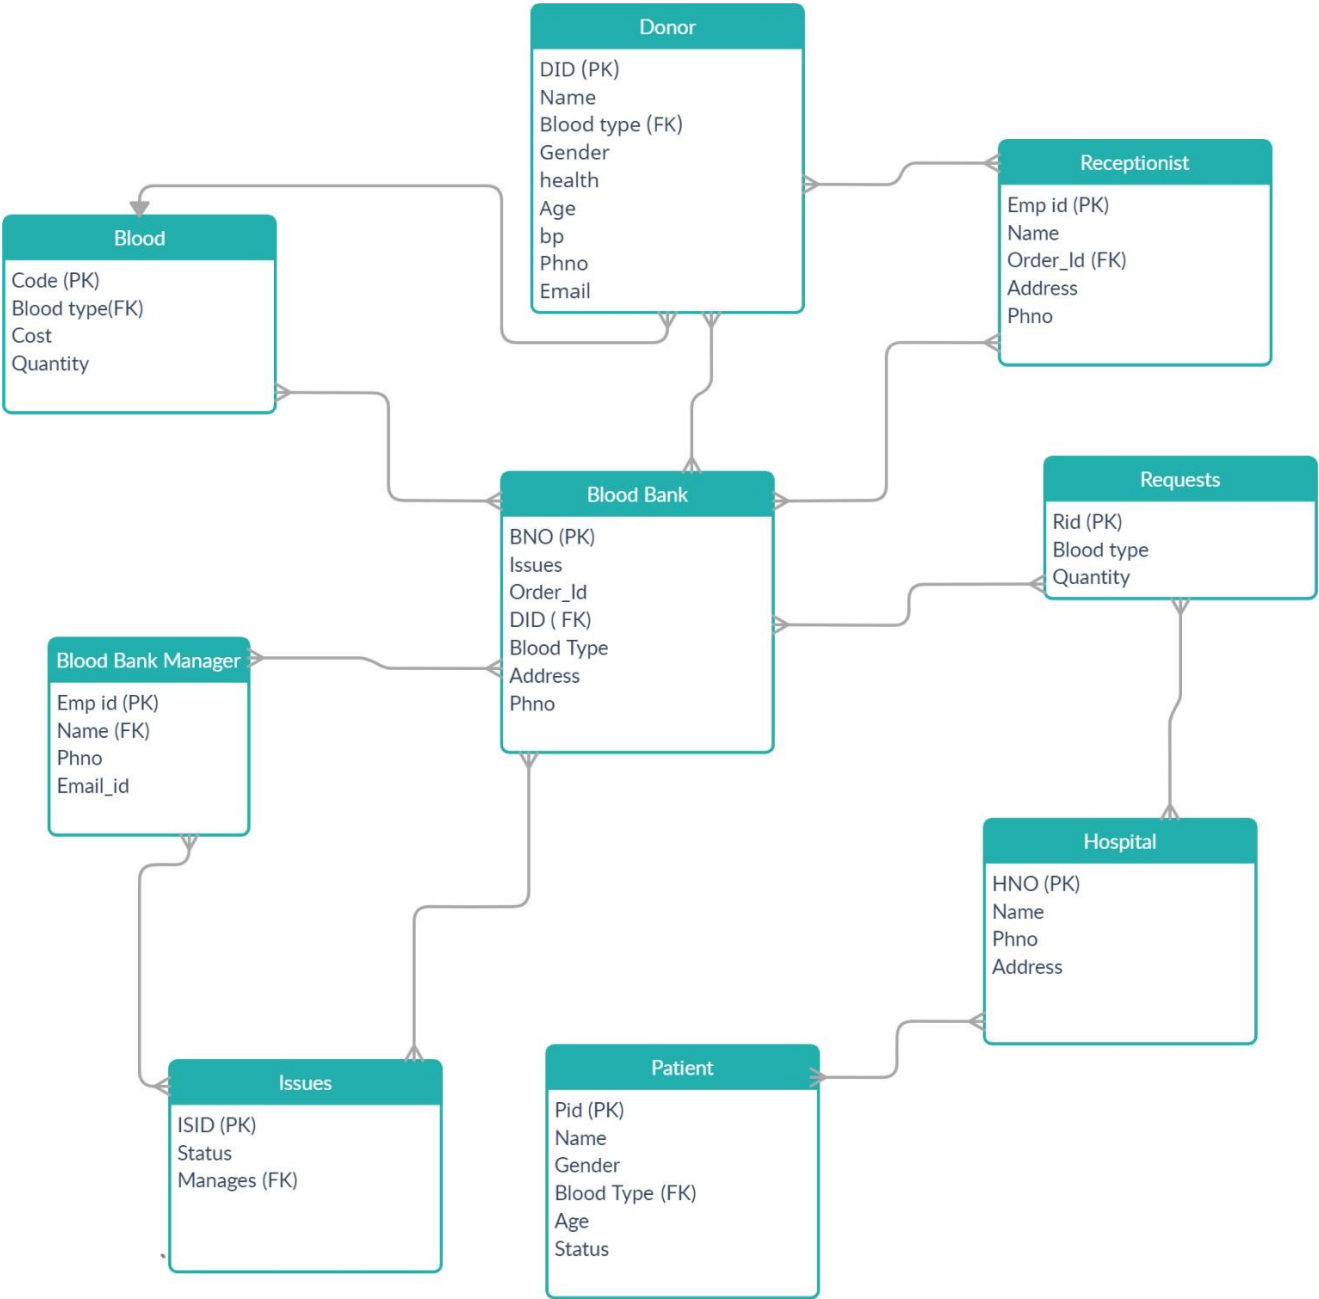 Donor
DID (PK)
Name
Blood type (FK)
Gender
health
Age
bp
Phno
Email
Receptionist
Emp id (PK)
Name
Order_Id (FK)
Address
Phno
Blood
Code (PK)
Blood type(FK)
Cost
Quantity
Blood Bank
BNO (PK)
Issues
Order_Id
DID ( FK)
Blood Type
Address
Phno
Requests
Rid (PK)
Blood type
Quantity
Blood Bank Manager
Emp id (PK)
Name (FK)
Phno
Email_id
Hospital
HNO (PK)
Name
Phno
Address
Issues
ISID (PK)
Status
Manages (FK)
Patient
Pid (PK)
Name
Gender
Blood Type (FK)
Age
Status